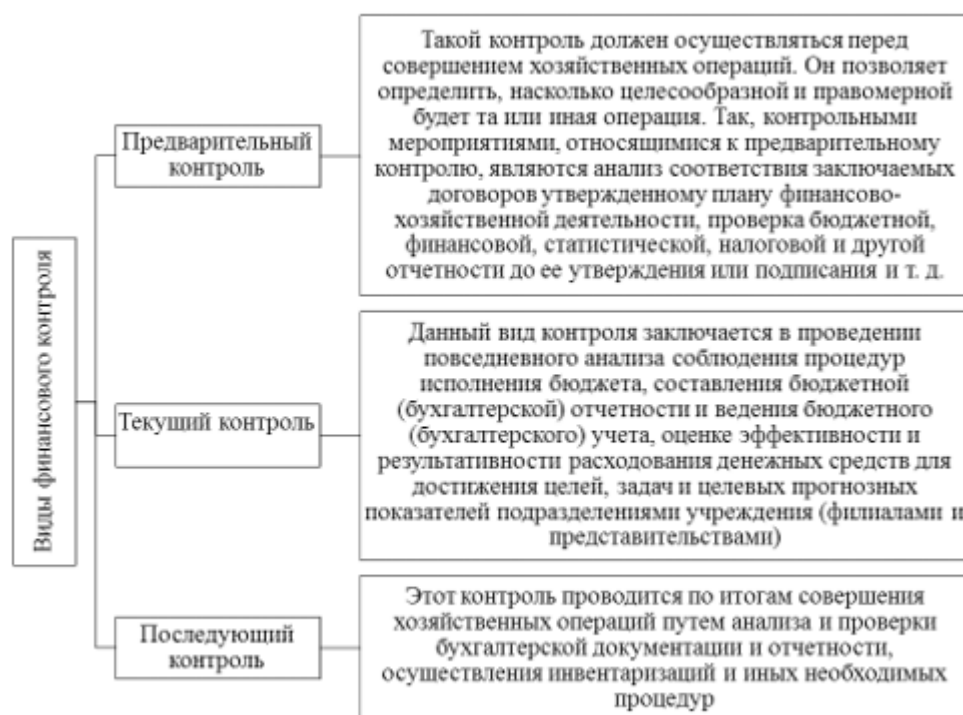 Виды финансового контроля
Предварительный
контроль
Такой контроль должен осуществляться перед
совершением хозяйственных операций. Он позволяет
определить, насколько целесообразной и правомерной
будет та или иная операция. Так, контрольными
мероприятиями, относящимися к предварительному
контролю, являются анализ соответствия заключаемых
договоров утвержденному плану финансово-
хозяйственной деятельности, проверка бюджетной,
финансовой, статистической, налоговой и другой
отчетности до ее утверждения или подписания и т. д.
Текущий контроль
Данный вид контроля заключается в проведении
повседневного анализа соблюдения процедур
исполнения бюджета, составления бюджетной
(бухгалтерской) отчетности и ведения бюджетного
(бухгалтерского) учета, оценке эффективности и
результативности расходования денежных средств для
достижения целей, задач и целевых прогнозных
показателей подразделениями учреждения (филиалами и
представительствами)
Последующий
контроль
Этот контроль проводится по итогам совершения
хозяйственных операций путем анализа и проверки
бухгалтерской документации и отчетности,
осуществления инвентаризаций и иных необходимых
процедур